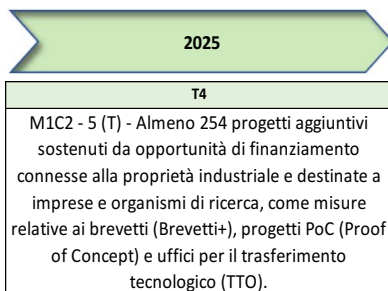 2025
T4
M1C2 - 5 (T) - Almeno 254 progetti aggiuntivi
sostenuti da opportunità di finanziamento
connesse alla proprietà industriale e destinate a
imprese e organismi di ricerca, come misure
relative ai brevetti (Brevetti+), progetti PoC (Proof
of Concept) e uffici per il trasferimento
tecnologico (TTO).